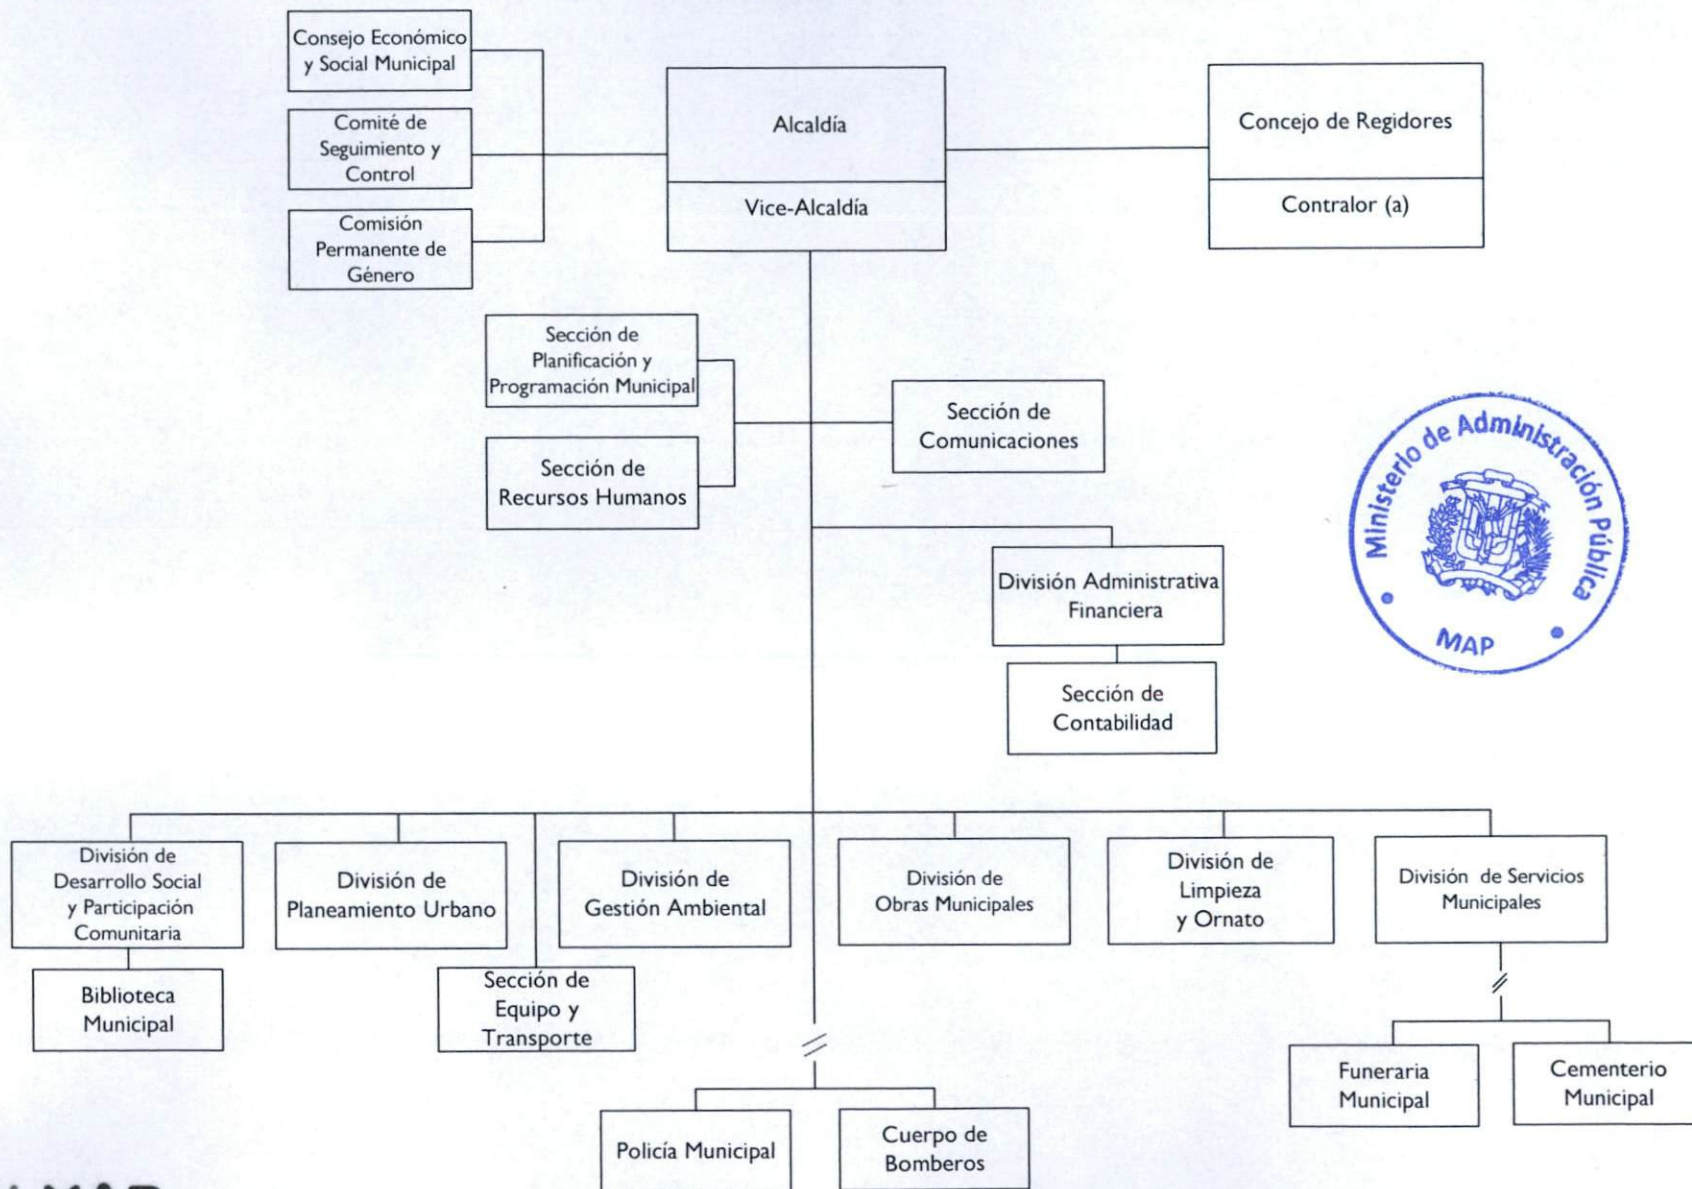 Consejo Económico
y Social Municipal
Comité de
Seguimiento y
Control
Comisión
Permanente de
Género
Alcaldía
Vice-Alcaldía
Concejo de Regidores
Contralor (a)
Sección de
Planificación y
Programación Municipal
Sección de
Recursos Humanos
Sección de
Comunicaciones
División Administrativa
Financiera
Sección de
Contabilidad
Ministerio de Administración Pública
MAP
División de
Desarrollo Social
y Participación
Comunitaria
División de
Planeamiento Urbano
División de
Gestión Ambiental
División de
Obras Municipales
División de
Limpieza
y Ornato
División de Servicios
Municipales
Biblioteca
Municipal
Sección de
Equipo y
Transporte
Policía Municipal
Cuerpo de
Bomberos
Funeraria
Municipal
Cementerio
Municipal